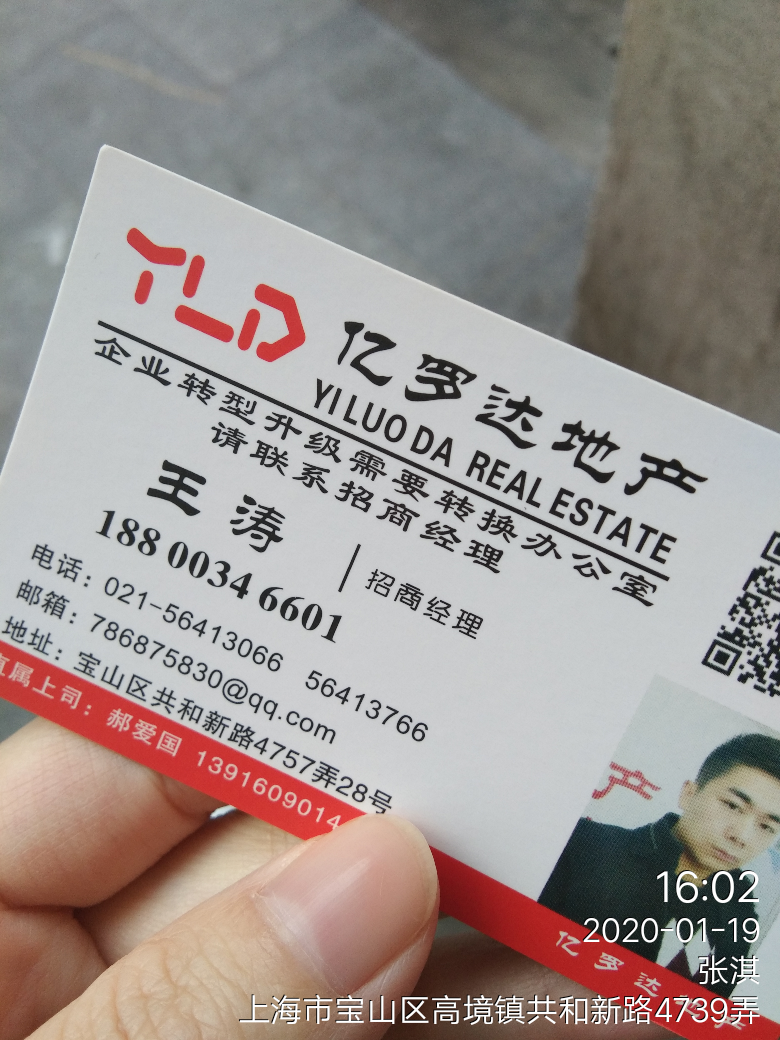 YLD 亿罗达地产
YI LUO DA REAL ESTATE
企业转型升级需要转换办公室
请联系招商经理
王涛
招商经理
188 0034 6601
电话：021-56413066 56413766
邮箱：786875830@qq.com
地址：宝山区共和新路4757弄28号
直属上司：郝爱国 1391609014
产
亿罗达地产
16:02
2020-01-19
张淇
上海市宝山区高境镇共和新路4739弄